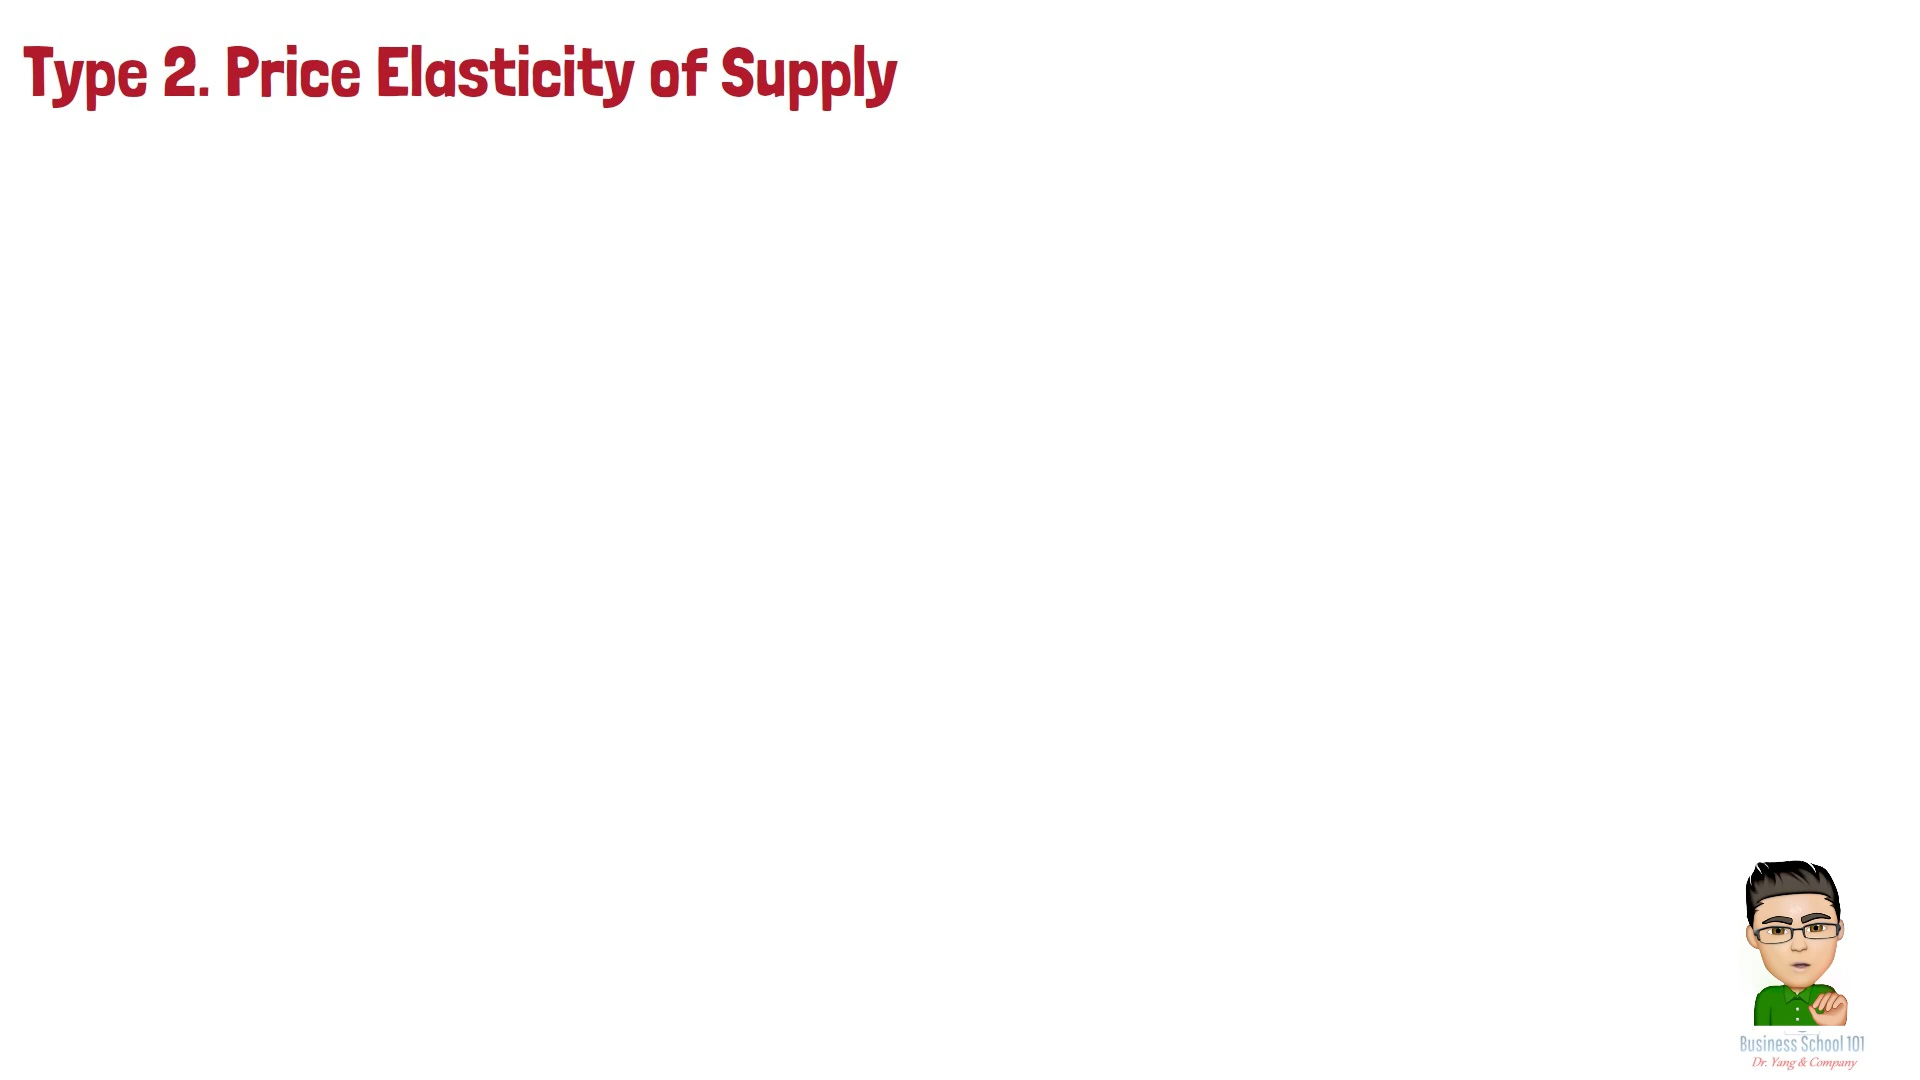 Type 2. Price Elasticity of Supply
Business School 101
Dr. Yang & Company